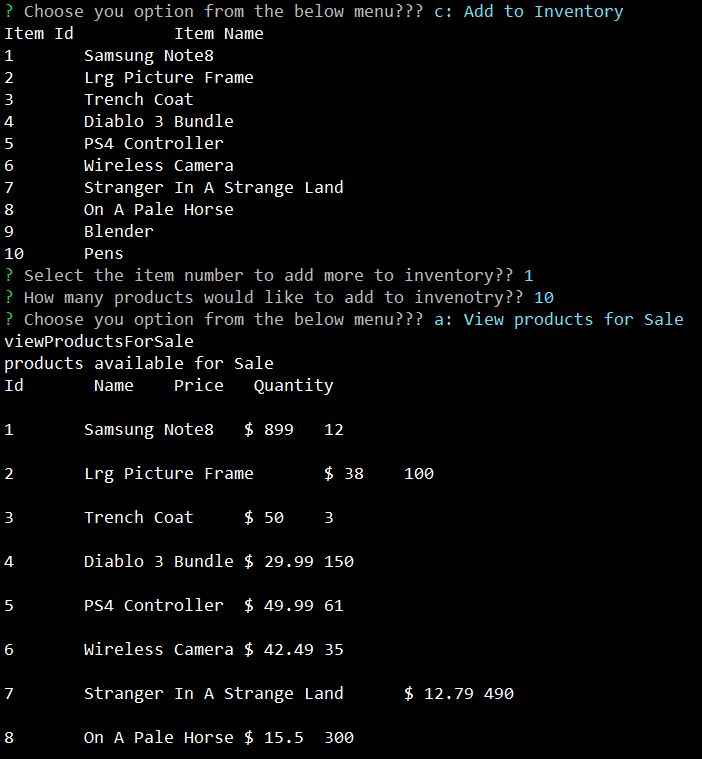 ? Choose you option from the below menu??? c: Add to Inventory
Item Id          Item Name
1       Samsung Note8
2       Lrg Picture Frame
3       Trench Coat
4       Diablo 3 Bundle
5       PS4 Controller
6       Wireless Camera
7       Stranger In A Strange Land
8       On A Pale Horse
9       Blender
10      Pens
? Select the item number to add more to inventory?? 1
? How many products would like to add to invenotry?? 10
? Choose you option from the below menu??? a: View products for Sale
viewProductsForSale
products available for Sale
Id       Name    Price   Quantity
1       Samsung Note8   $ 899   12
2       Lrg Picture Frame       $ 38    100
3       Trench Coat     $ 50    3
4       Diablo 3 Bundle $ 29.99 150
5       PS4 Controller  $ 49.99 61
6       Wireless Camera $ 42.49 35
7       Stranger In A Strange Land      $ 12.79 490
8       On A Pale Horse $ 15.5  300